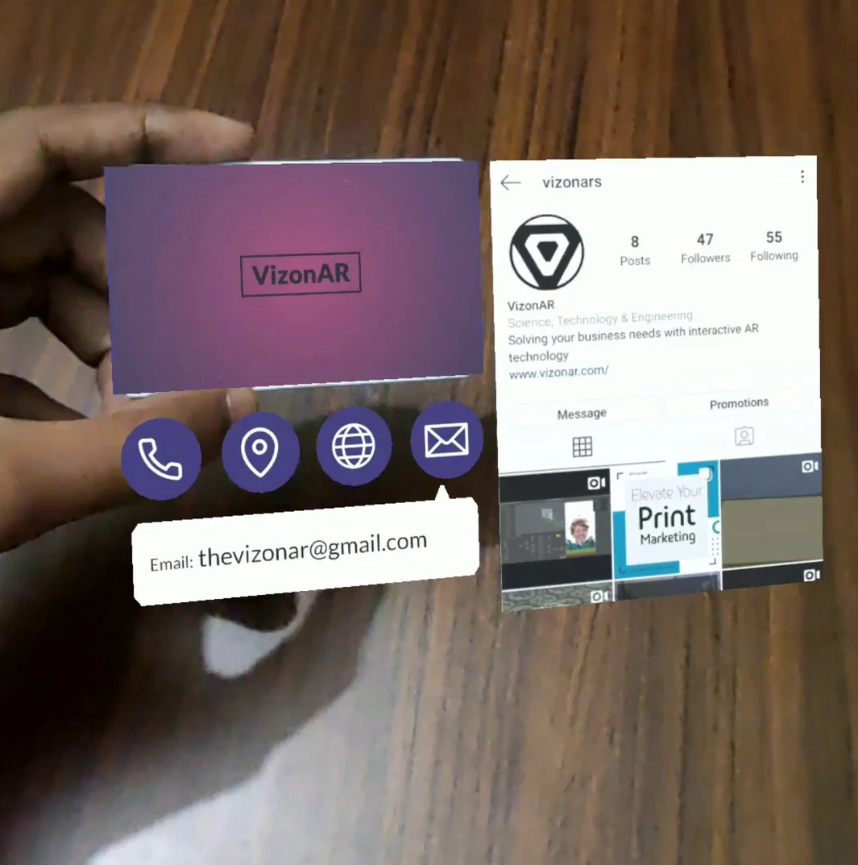 VizonAR
Email: thevizonar@gmail.com
vizonars
8
Posts
47
Followers
55
Following
VizonAR
Science, Technology & Engineering
Solving your business needs with interactive AR
technology
www.vizonar.com/
Message
Promotions
Elevate Your
Print
Marketing